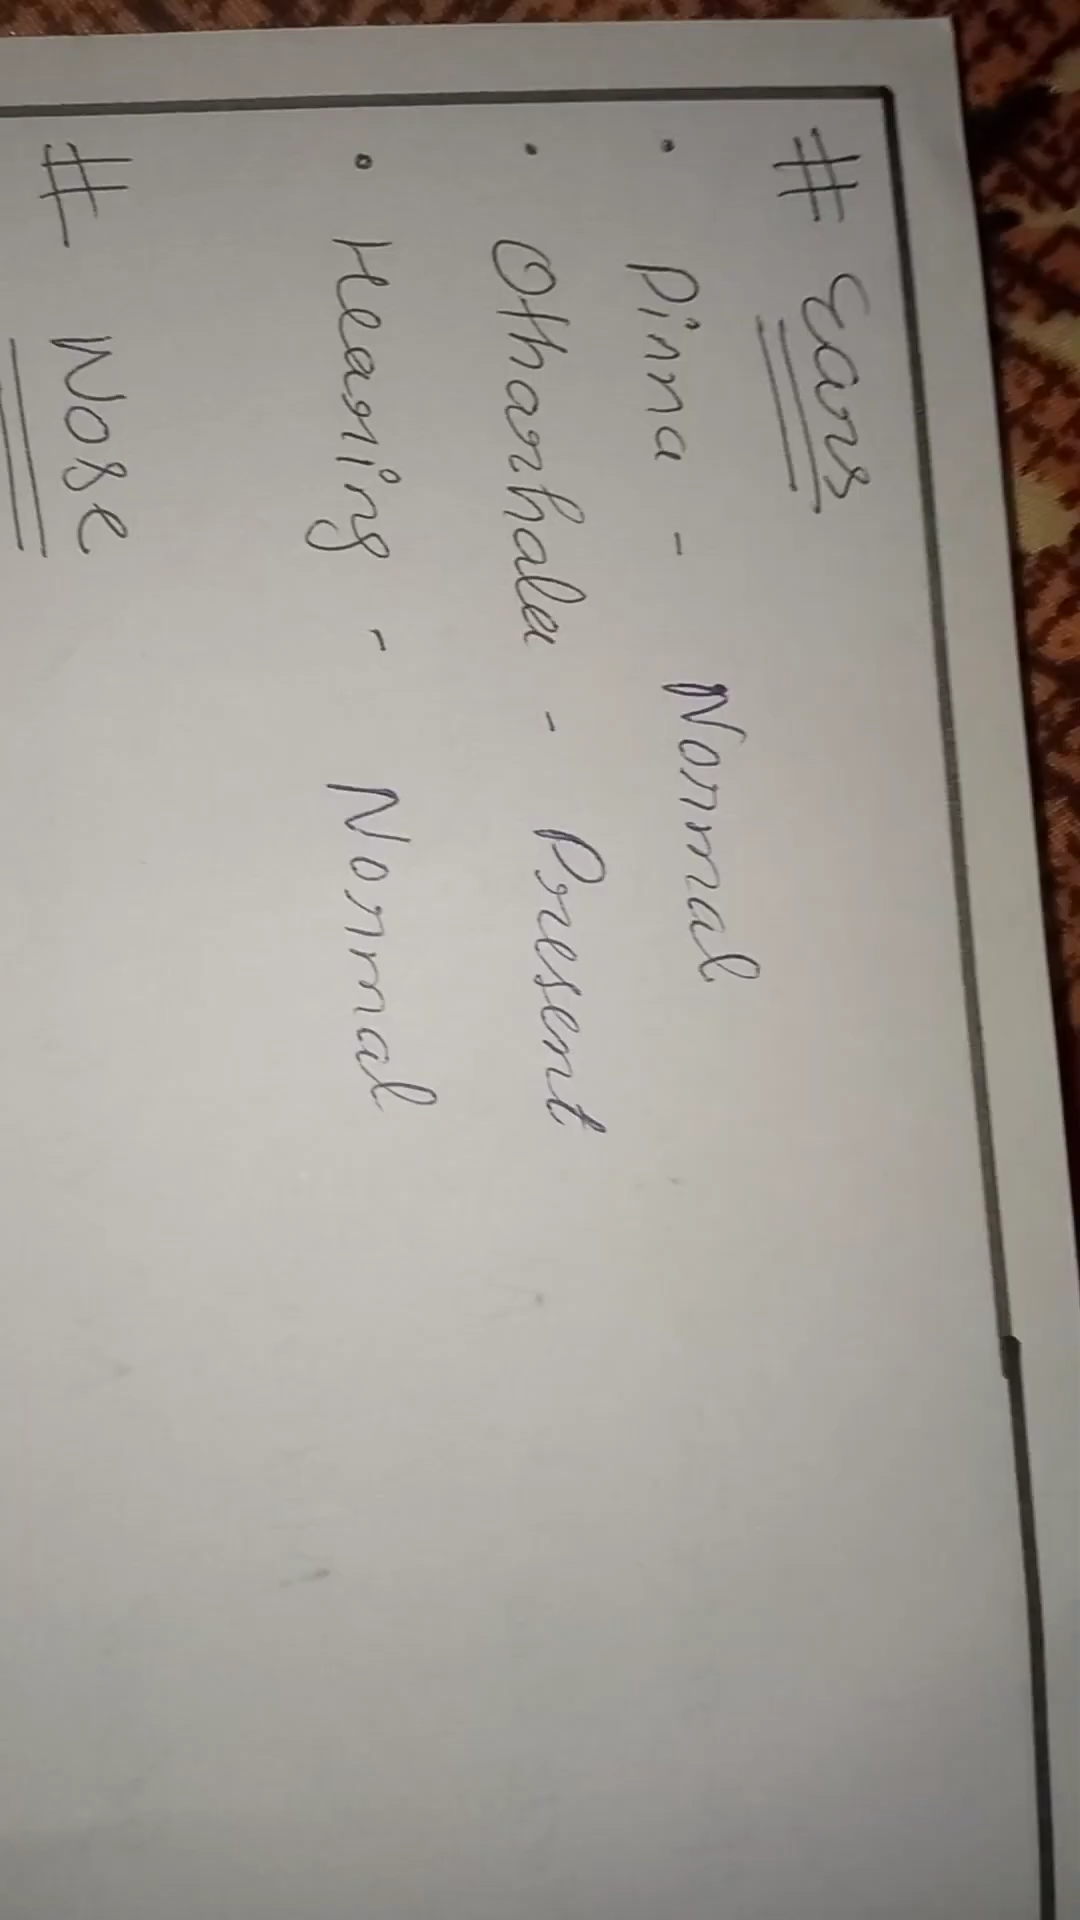 # Ears
• Pinna - Normal
• Otharhalea - Present
• Hearing - Normal
# Nose